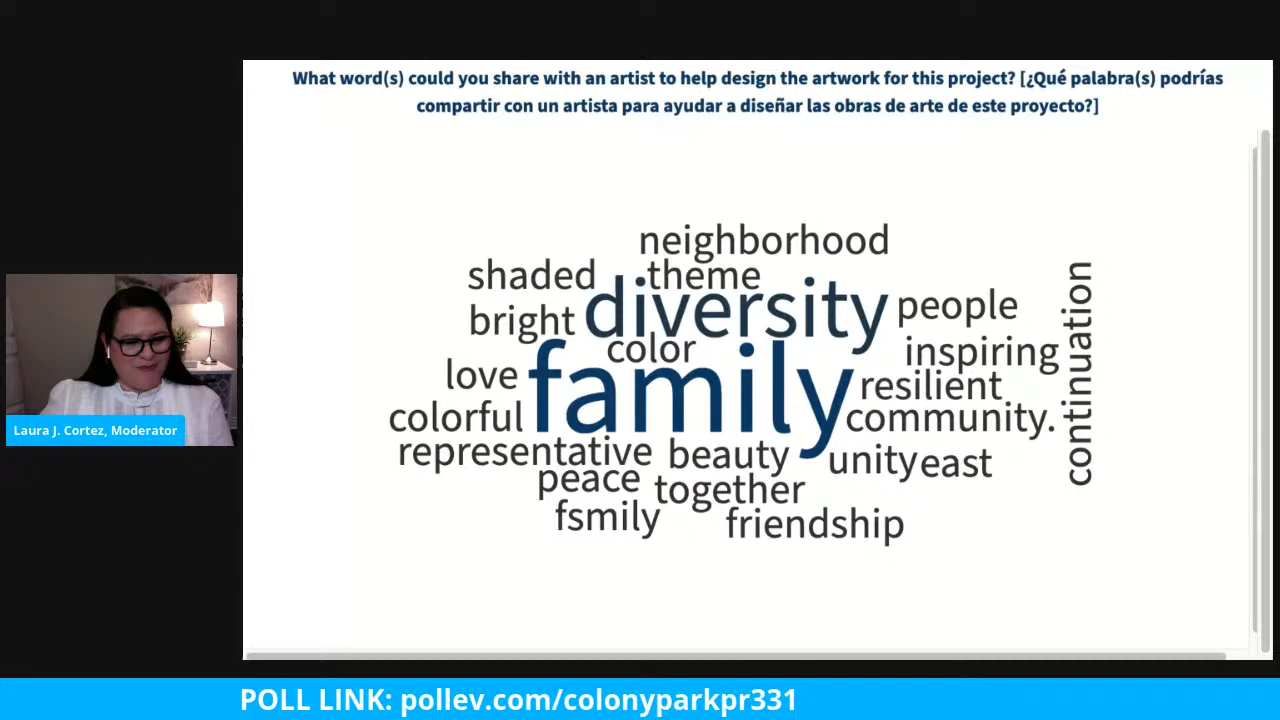 What word(s) could you share with an artist to help design the artwork for this project? [¿Qué palabra(s) podrías
compartir con un artista para ayudar a diseñar las obras de arte de este proyecto?]
neighborhood
shaded
theme
bright
diversity
people
color
inspiring
love
family
resilient
colorful
community.
continuation
representative
beauty
unity
east
peace
together
fsmily
friendship
Laura J. Cortez, Moderator
POLL LINK: pollev.com/colonyparkpr331